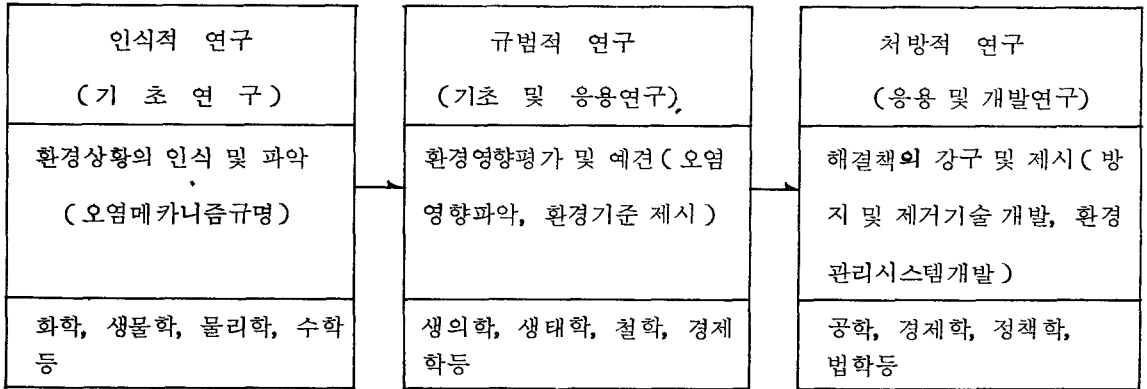 인식적 연구
(기 초 연 구)
환경상황의 인식 및 파악
(오염메카니즘규명)
화학, 생물학, 물리학, 수학
등
규범적 연구
(기초 및 응용연구)
환경영향평가 및 예견(오염
영향파악, 환경기준 제시)
생의학, 생태학, 철학, 경제
학등
처방적 연구
(응용 및 개발연구)
해결책의 강구 및 제시(방
지 및 제거기술 개발, 환경
관리시스템개발)
공학, 경제학, 정책학,
법학등